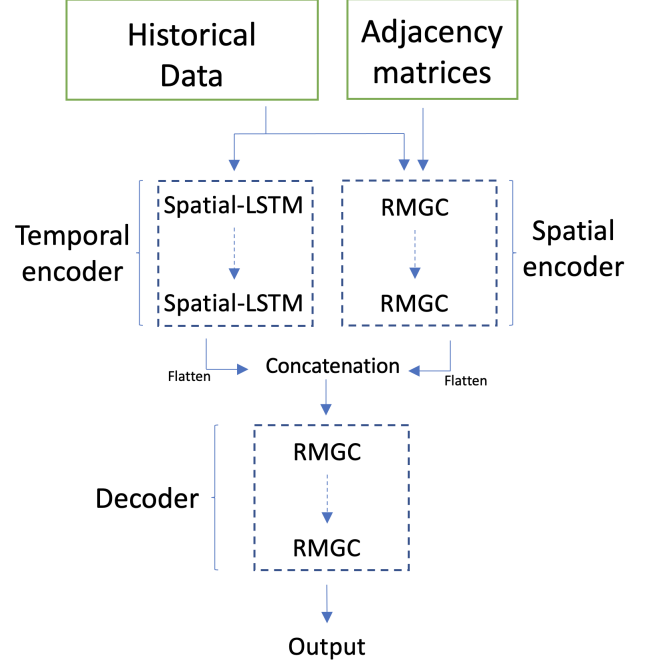 Historical
Data
Adjacency
matrices
Temporal
encoder
Spatial-LSTM
Spatial-LSTM
RMGC
RMGC
Spatial
encoder
Flatten
Concatenation
Flatten
Decoder
RMGC
RMGC
Output